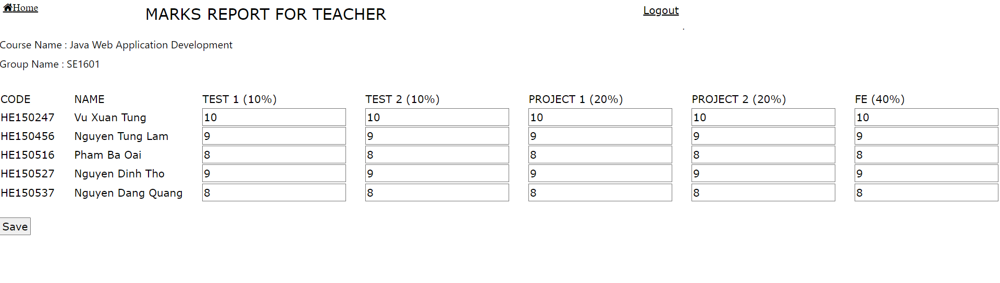 Home
MARKS REPORT FOR TEACHER
Logout
.
Course Name : Java Web Application Development
Group Name : SE1601
CODE NAME TEST 1 (10%) TEST 2 (10%) PROJECT 1 (20%) PROJECT 2 (20%) FE (40%)
HE150247 Vu Xuan Tung 10 10 10 10 10
HE150456 Nguyen Tung Lam 9 9 9 9 9
HE150516 Pham Ba Oai 8 8 8 8 8
HE150527 Nguyen Dinh Tho 9 9 9 9 9
HE150537 Nguyen Dang Quang 8 8 8 8 8
Save